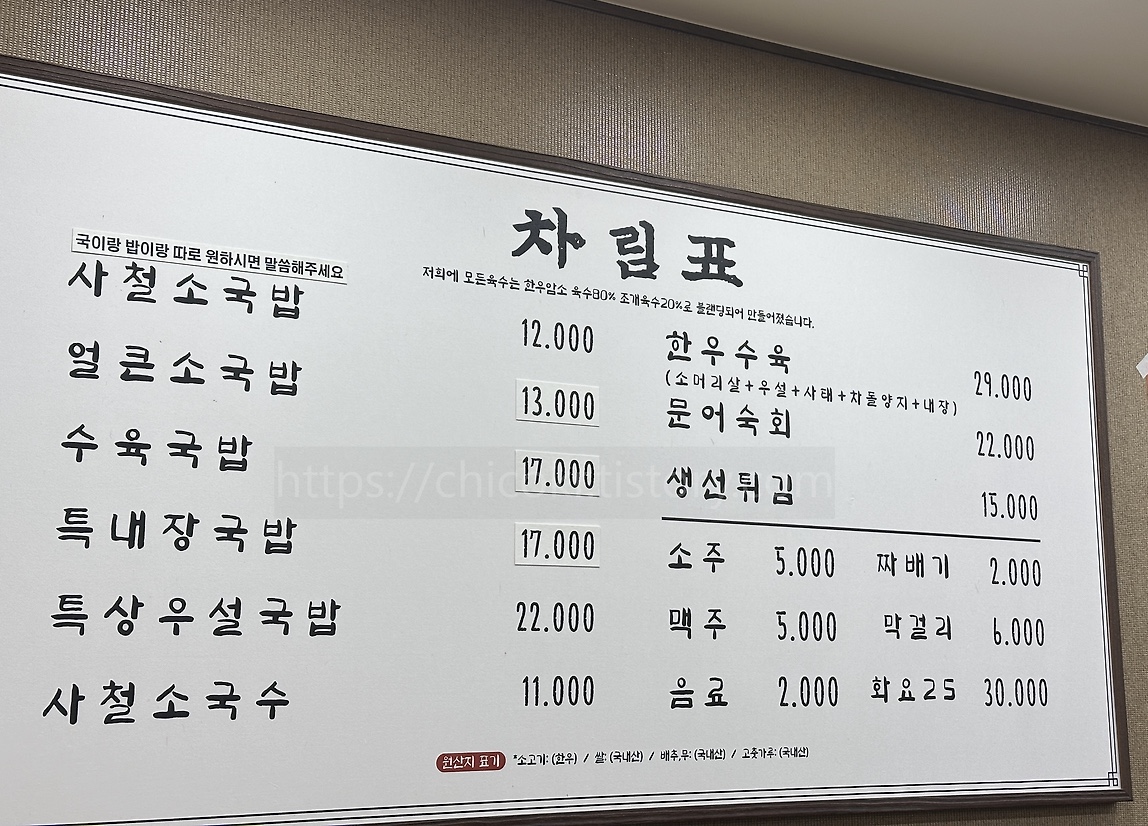 차림표
저희에 모든육수는 한우암소 육수80% 조개육수20%로 블랜딩되어 만들어졌습니다.
국이랑 밥이랑 따로 원하시면 말씀해주세요
사철소국밥 12.000
얼큰소국밥 13.000
수육국밥 17.000
특내장국밥 17.000
특상우설국밥 22.000
사철소국수 11.000
한우수육 29.000
(소머리살+우설+사태+차돌양지+내장)
문어숙회 22.000
생선튀김 15.000
소주 5.000 짜배기 2.000
맥주 5.000 막걸리 6.000
음료 2.000 화요25 30.000
원산지 표기 *소고기: (한우) / 쌀: (국내산) / 배추,무: (국내산) / 고춧가루: (국내산)